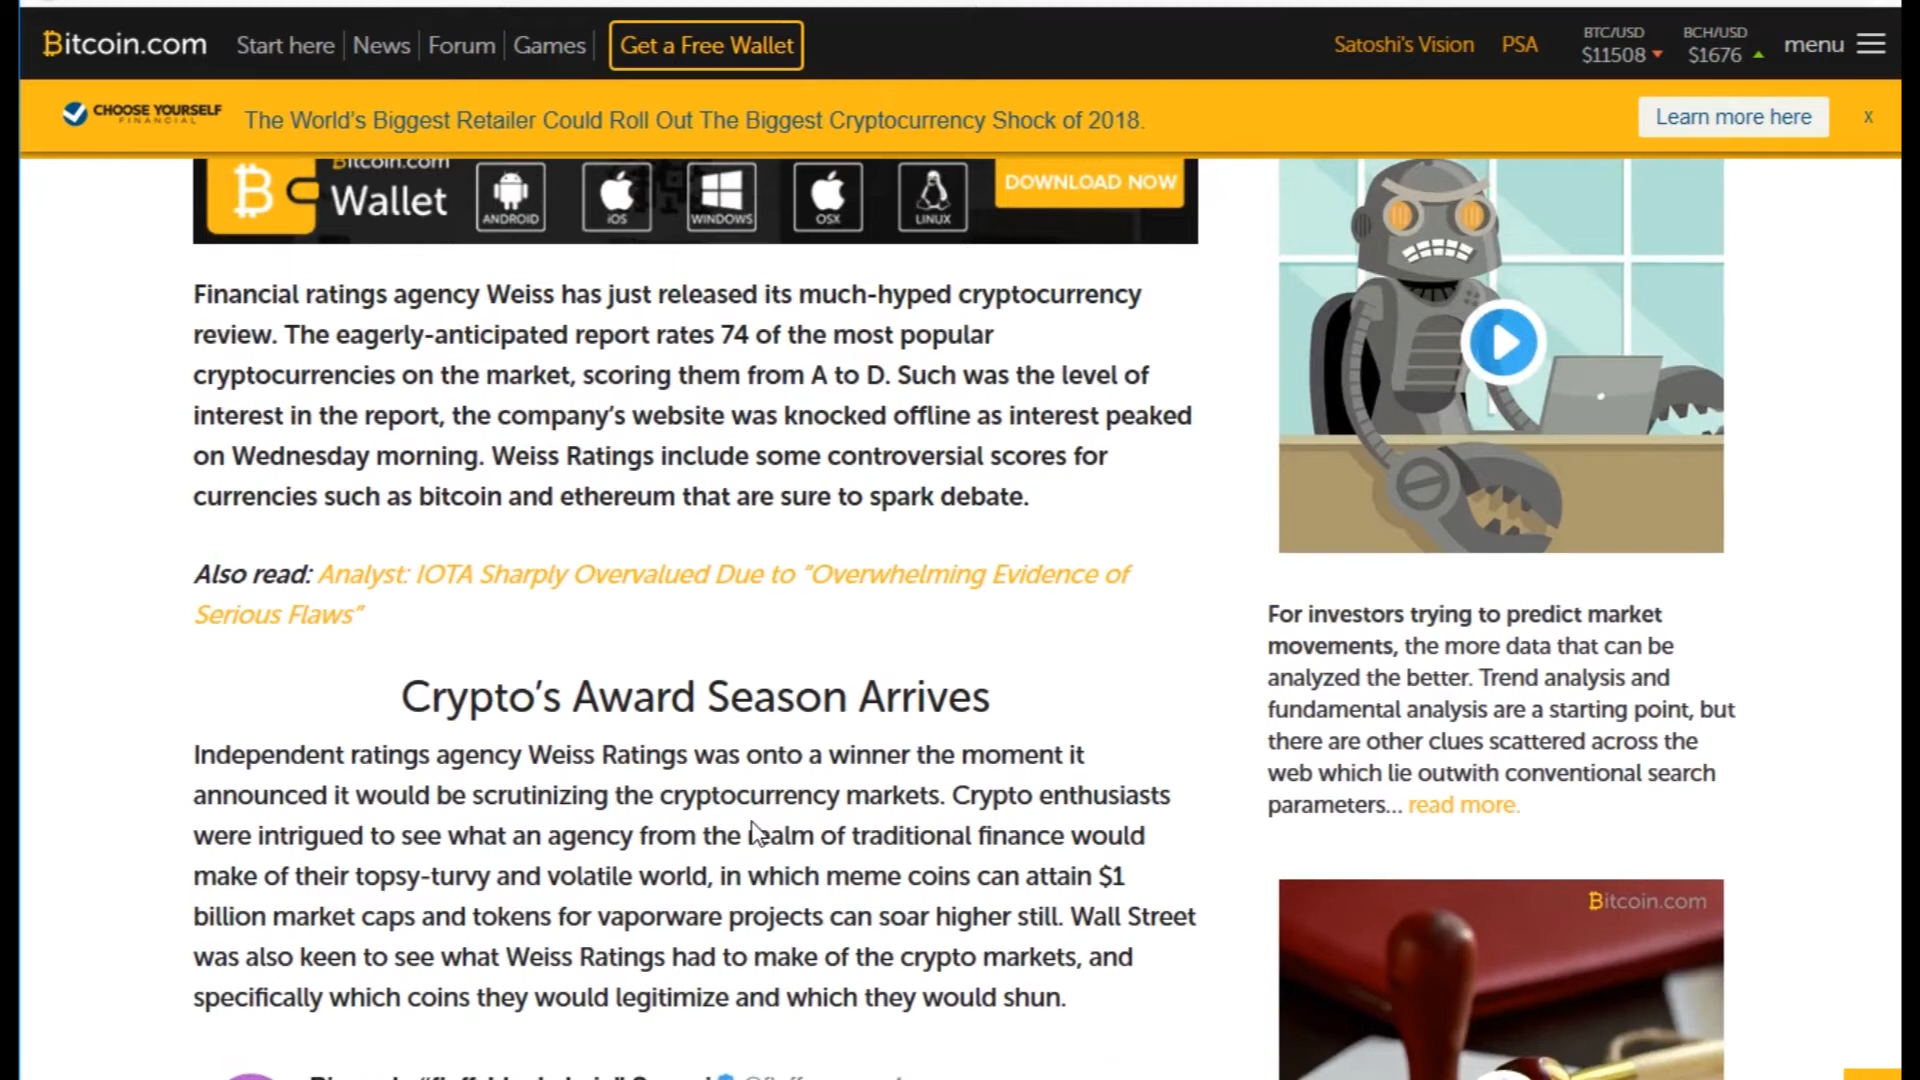 Bitcoin.com
Start here
News
Forum
Games
Get a Free Wallet
Satoshi's Vision
PSA
BTC/USD
$11508
BCH/USD
$1676
menu
CHOOSE YOURSELF
FINANCIAL
The World's Biggest Retailer Could Roll Out The Biggest Cryptocurrency Shock of 2018.
Learn more here
x
Bitcoin.com
Wallet
ANDROID
iOS
WINDOWS
OSX
LINUX
DOWNLOAD NOW
Financial ratings agency Weiss has just released its much-hyped cryptocurrency
review. The eagerly-anticipated report rates 74 of the most popular
cryptocurrencies on the market, scoring them from A to D. Such was the level of
interest in the report, the company's website was knocked offline as interest peaked
on Wednesday morning. Weiss Ratings include some controversial scores for
currencies such as bitcoin and ethereum that are sure to spark debate.
Also read: Analyst: IOTA Sharply Overvalued Due to “Overwhelming Evidence of
Serious Flaws”
Crypto's Award Season Arrives
Independent ratings agency Weiss Ratings was onto a winner the moment it
announced it would be scrutinizing the cryptocurrency markets. Crypto enthusiasts
were intrigued to see what an agency from the realm of traditional finance would
make of their topsy-turvy and volatile world, in which meme coins can attain $1
billion market caps and tokens for vaporware projects can soar higher still. Wall Street
was also keen to see what Weiss Ratings had to make of the crypto markets, and
specifically which coins they would legitimize and which they would shun.
For investors trying to predict market
movements, the more data that can be
analyzed the better. Trend analysis and
fundamental analysis are a starting point, but
there are other clues scattered across the
web which lie outwith conventional search
parameters... read more.
Bitcoin.com